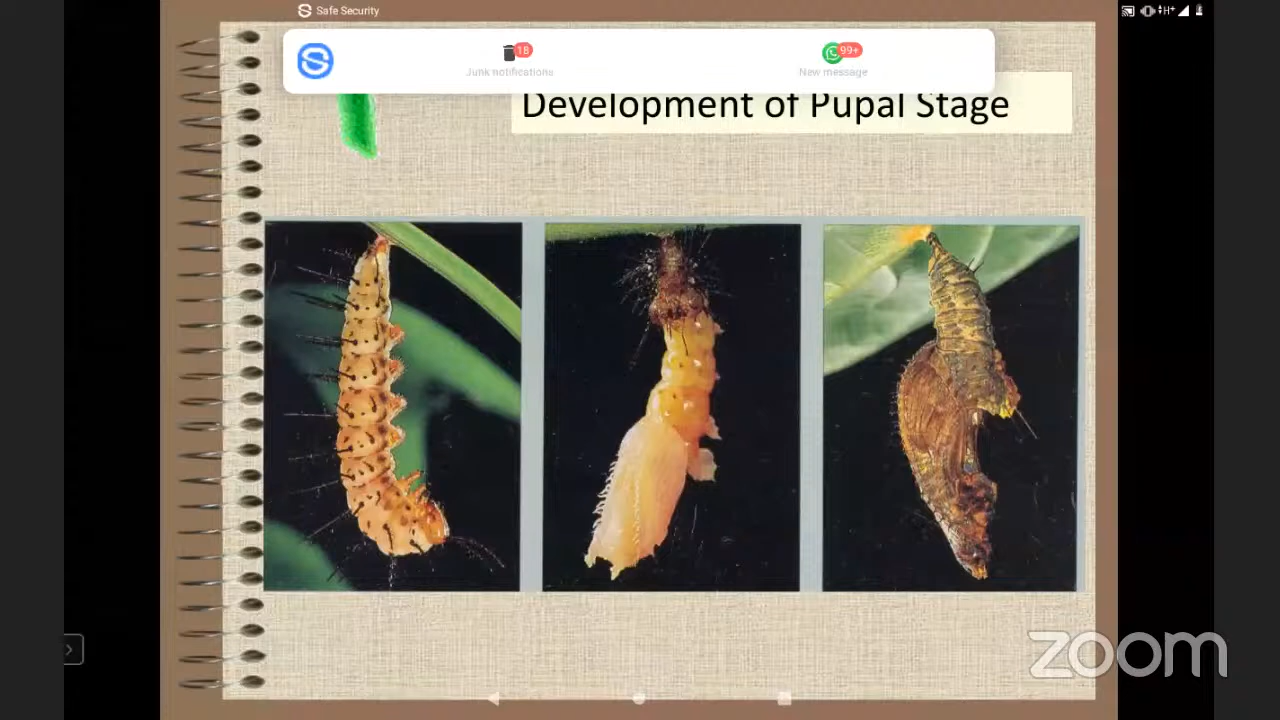 Safe Security
H+
18
99+
Junk notifications
New message
Development of Pupal Stage
zoom